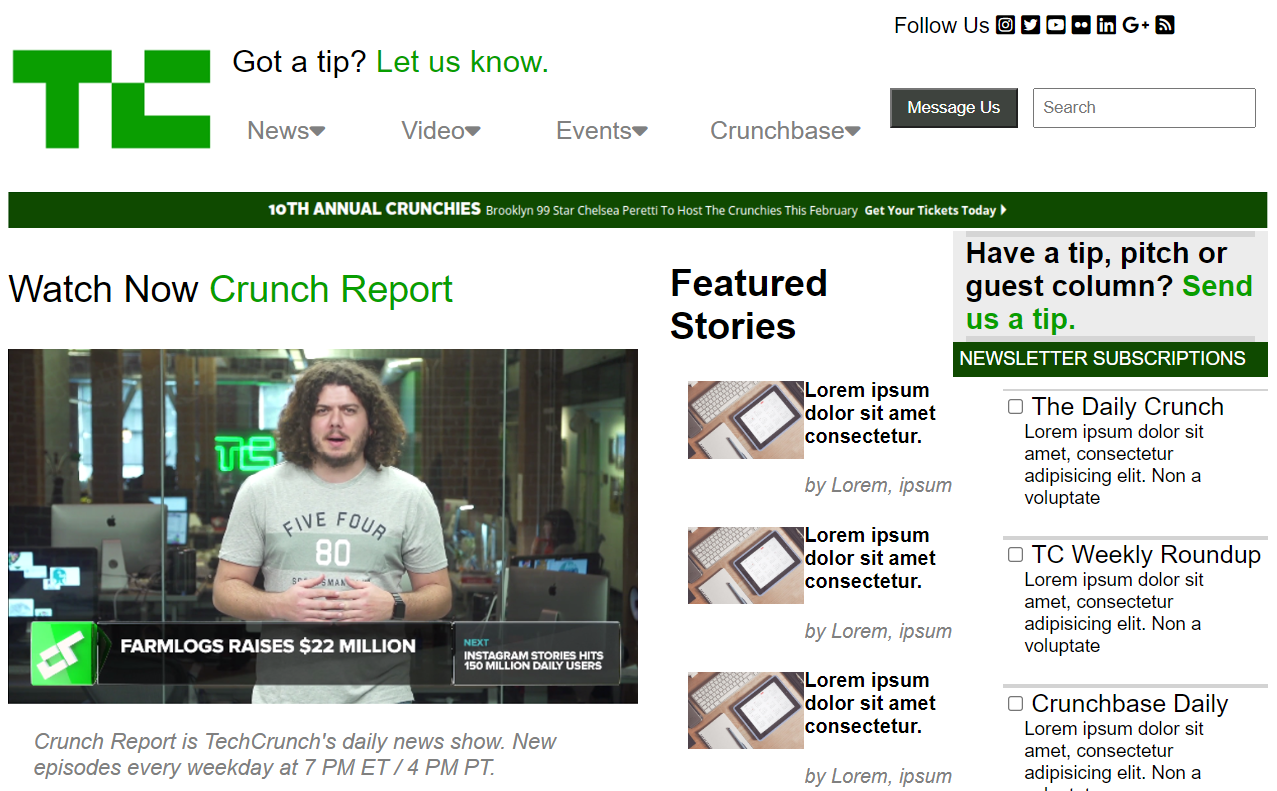 Follow Us
TC
Got a tip? Let us know.
News
Video
Events
Crunchbase
Message Us
Search
10TH ANNUAL CRUNCHIES Brooklyn 99 Star Chelsea Peretti To Host The Crunchies This February Get Your Tickets Today
Watch Now Crunch Report
TC
FIVE FOUR
80
FARMLOGS RAISES $22 MILLION
NEXT
INSTAGRAM STORIES HITS
150 MILLION DAILY USERS
Crunch Report is TechCrunch's daily news show. New
episodes every weekday at 7 PM ET / 4 PM PT.
Featured
Stories
Lorem ipsum
dolor sit amet
consectetur.
by Lorem, ipsum
Lorem ipsum
dolor sit amet
consectetur.
by Lorem, ipsum
Lorem ipsum
dolor sit amet
consectetur.
by Lorem, ipsum
Have a tip, pitch or
guest column? Send
us a tip.
NEWSLETTER SUBSCRIPTIONS
The Daily Crunch
Lorem ipsum dolor sit
amet, consectetur
adipisicing elit. Non a
voluptate
TC Weekly Roundup
Lorem ipsum dolor sit
amet, consectetur
adipisicing elit. Non a
voluptate
Crunchbase Daily
Lorem ipsum dolor sit
amet, consectetur
adipisicing elit. Non a